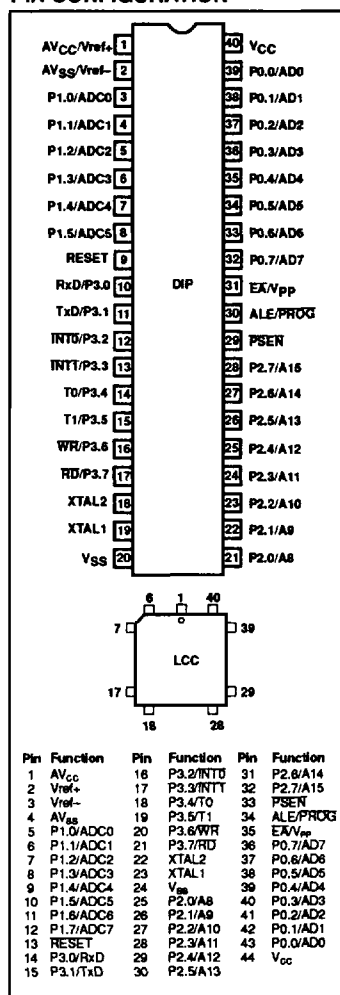 PIN CONFIGURATION
AVCC/Vref+ 1 40 VCC
AVSS/Vref– 2 39 P0.0/AD0
P1.0/ADC0 3 38 P0.1/AD1
P1.1/ADC1 4 37 P0.2/AD2
P1.2/ADC2 5 36 P0.3/AD3
P1.3/ADC3 6 35 P0.4/AD4
P1.4/ADC4 7 34 P0.5/AD5
P1.5/ADC5 8 33 P0.6/AD6
RESET 9 32 P0.7/AD7
RxD/P3.0 10 DIP 31 EA/VPP
TxD/P3.1 11 30 ALE/PROG
INT0/P3.2 12 29 PSEN
INT1/P3.3 13 28 P2.7/A15
T0/P3.4 14 27 P2.6/A14
T1/P3.5 15 26 P2.5/A13
WR/P3.6 16 25 P2.4/A12
RD/P3.7 17 24 P2.3/A11
XTAL2 18 23 P2.2/A10
XTAL1 19 22 P2.1/A9
VSS 20 21 P2.0/A8
6 1 40
7 39
LCC
17 29
18 28
Pin Function Pin Function Pin Function
1 AVCC 16 P3.2/INT0 31 P2.6/A14
2 Vref+ 17 P3.3/INT1 32 P2.7/A15
3 Vref– 18 P3.4/T0 33 PSEN
4 AVSS 19 P3.5/T1 34 ALE/PROG
5 P1.0/ADC0 20 P3.6/WR 35 EA/VPP
6 P1.1/ADC1 21 P3.7/RD 36 P0.7/AD7
7 P1.2/ADC2 22 XTAL2 37 P0.6/AD6
8 P1.3/ADC3 23 XTAL1 38 P0.5/AD5
9 P1.4/ADC4 24 VSS 39 P0.4/AD4
10 P1.5/ADC5 25 P2.0/A8 40 P0.3/AD3
11 P1.6/ADC6 26 P2.1/A9 41 P0.2/AD2
12 P1.7/ADC7 27 P2.2/A10 42 P0.1/AD1
13 RESET 28 P2.3/A11 43 P0.0/AD0
14 P3.0/RxD 29 P2.4/A12 44 VCC
15 P3.1/TxD 30 P2.5/A13